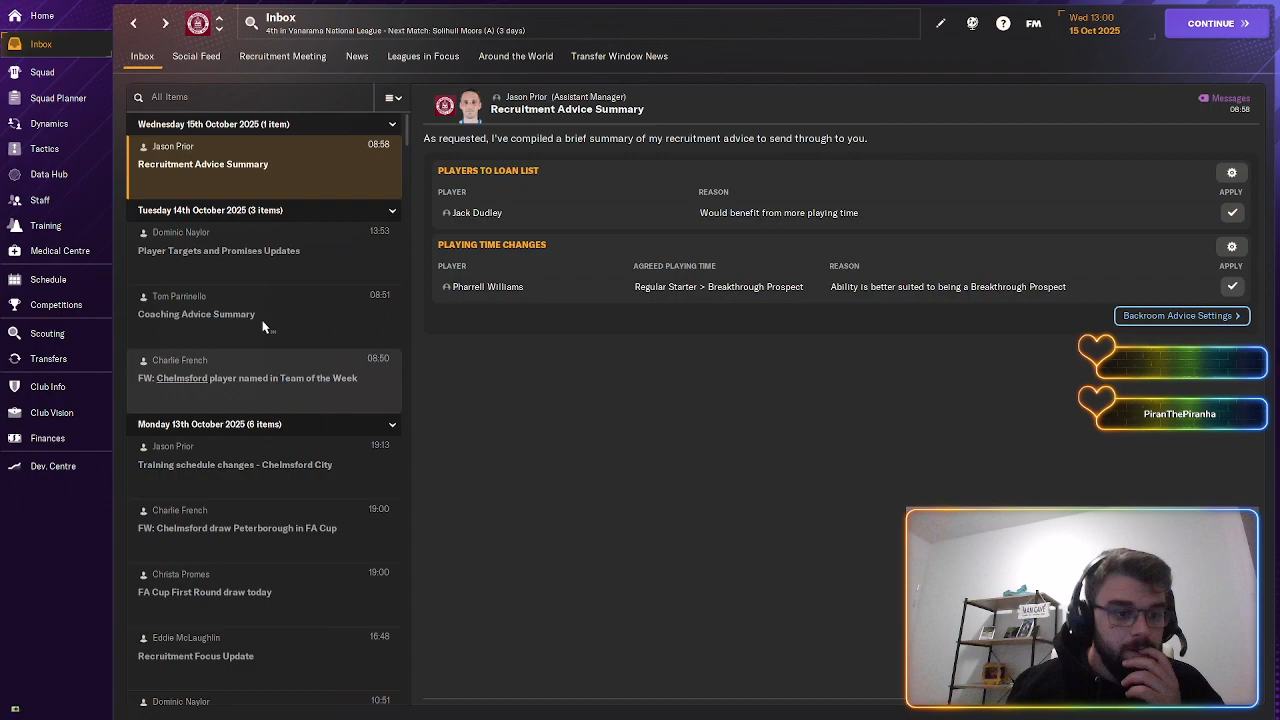 Home
Inbox
Squad
Squad Planner
Dynamics
Tactics
Data Hub
Staff
Training
Medical Centre
Schedule
Competitions
Scouting
Transfers
Club Info
Club Vision
Finances
Dev. Centre
Inbox
4th in Vanarama National League - Next Match: Solihull Moors (A) (3 days)
FM
Wed 13:00
15 Oct 2025
CONTINUE
Inbox Social Feed Recruitment Meeting News Leagues in Focus Around the World Transfer Window News
All Items
Wednesday 15th October 2025 (1 item)
Jason Prior 08:58
Recruitment Advice Summary
Tuesday 14th October 2025 (3 items)
Dominic Naylor 13:53
Player Targets and Promises Updates
Tom Parrinello 08:51
Coaching Advice Summary
Charlie French 08:50
FW: Chelmsford player named in Team of the Week
Monday 13th October 2025 (6 items)
Jason Prior 19:13
Training schedule changes - Chelmsford City
Charlie French 19:00
FW: Chelmsford draw Peterborough in FA Cup
Christa Promes 19:00
FA Cup First Round draw today
Eddie McLaughlin 16:48
Recruitment Focus Update
Dominic Naylor 10:51
Jason Prior (Assistant Manager)
Recruitment Advice Summary
Messages
08:58
As requested, I've compiled a brief summary of my recruitment advice to send through to you.
PLAYERS TO LOAN LIST
PLAYER REASON APPLY
Jack Dudley Would benefit from more playing time
PLAYING TIME CHANGES
PLAYER AGREED PLAYING TIME REASON APPLY
Pharrell Williams Regular Starter > Breakthrough Prospect Ability is better suited to being a Breakthrough Prospect
Backroom Advice Settings >
PiranThePiranha
MAN CAVE